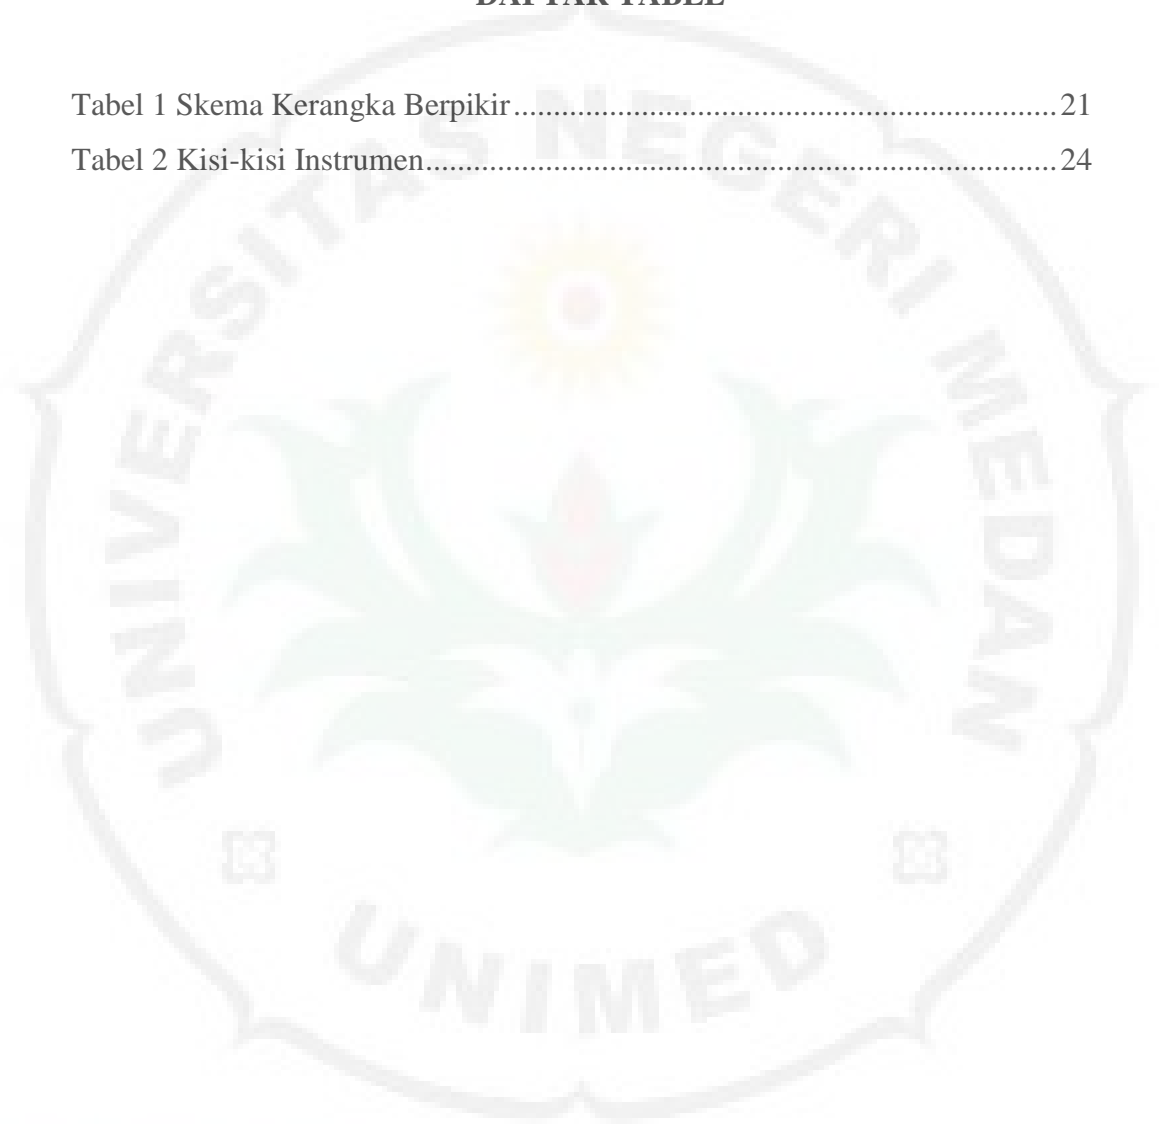 DAFTAR TABEL
Tabel 1 Skema Kerangka Berpikir...................................................................21
Tabel 2 Kisi-kisi Instrumen..............................................................................24
UNIVERSITAS NEGERI MEDAN
UNIMED